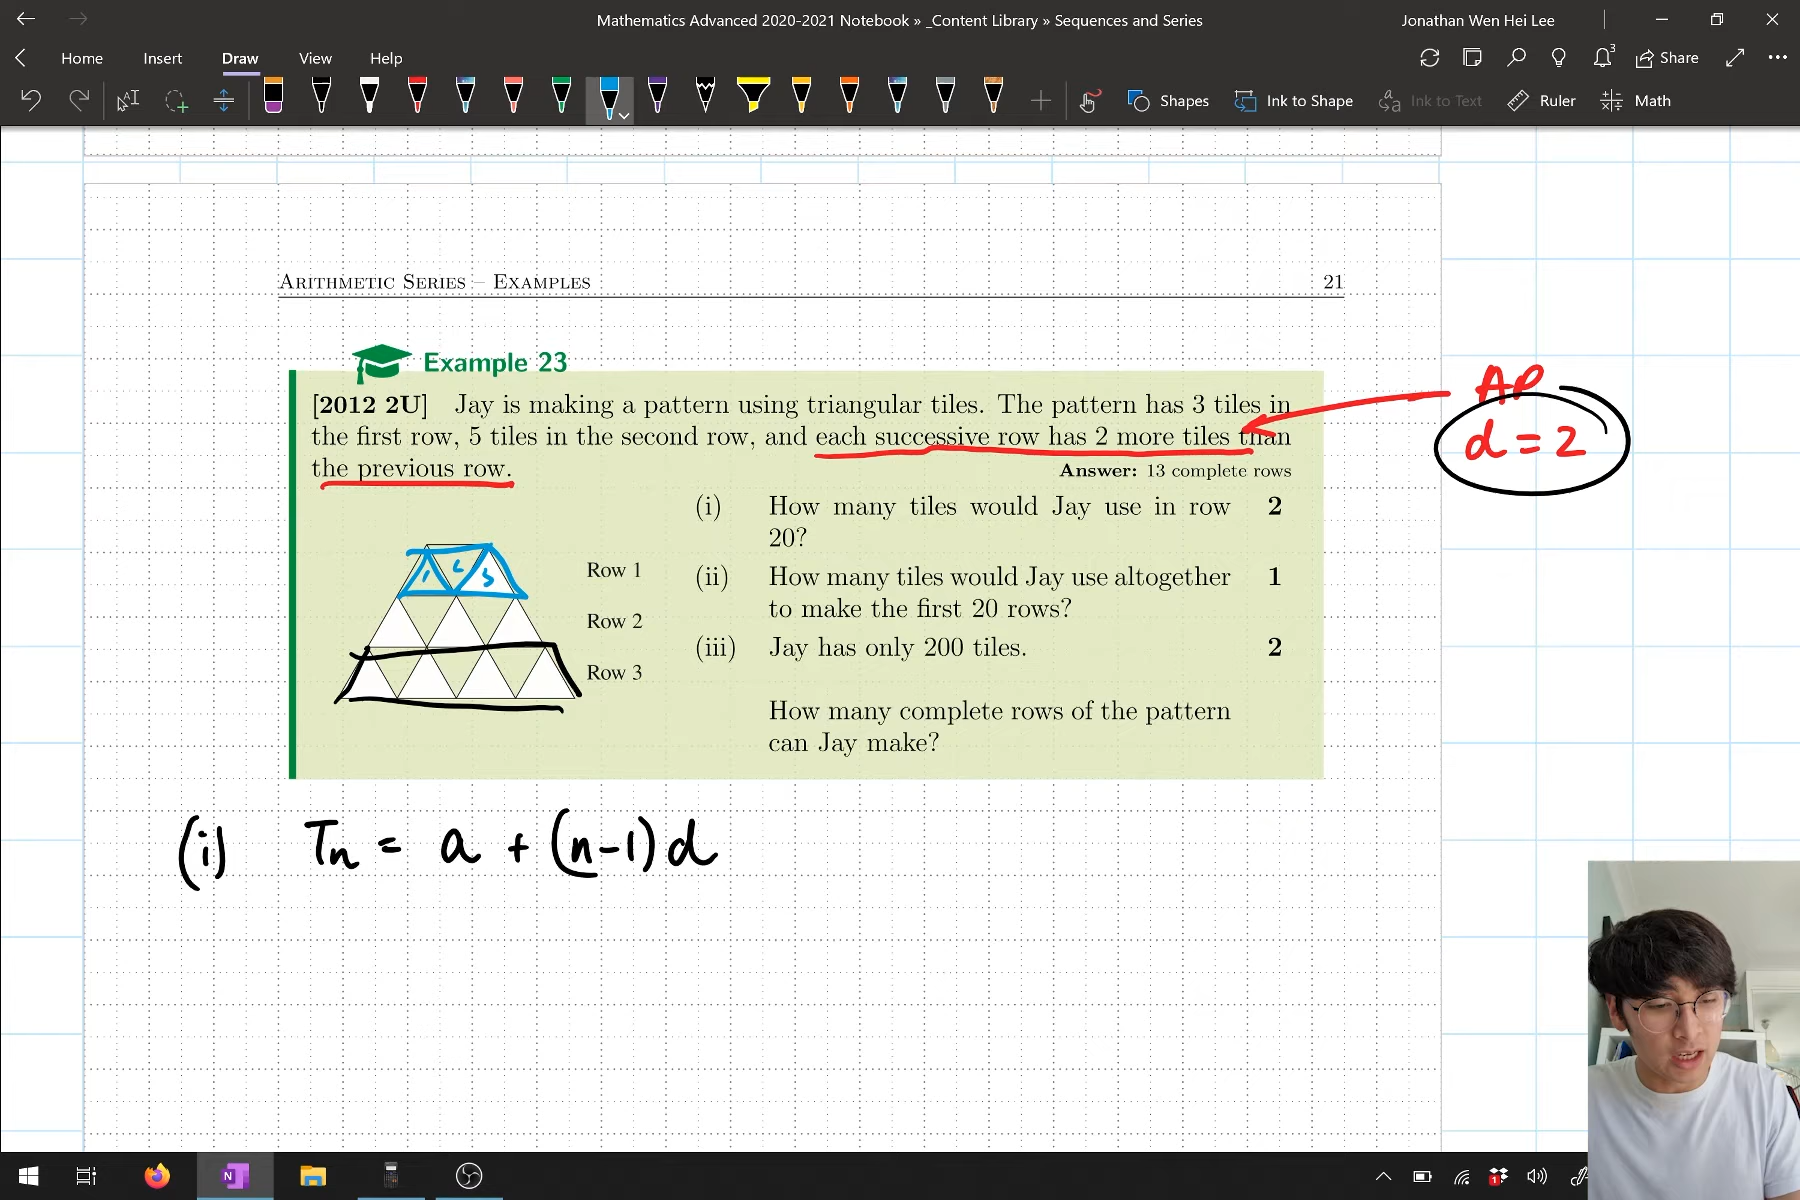 Mathematics Advanced 2020-2021 Notebook » _Content Library » Sequences and Series
Jonathan Wen Hei Lee
Home Insert Draw View Help
3
Share
Shapes Ink to Shape Ink to Text Ruler Math
ARITHMETIC SERIES – EXAMPLES 21
Example 23
[2012 2U] Jay is making a pattern using triangular tiles. The pattern has 3 tiles in
the first row, 5 tiles in the second row, and each successive row has 2 more tiles than
the previous row. Answer: 13 complete rows
AP
d = 2
(i) How many tiles would Jay use in row 2
20?
(ii) How many tiles would Jay use altogether 1
to make the first 20 rows?
(iii) Jay has only 200 tiles. 2
How many complete rows of the pattern
can Jay make?
1 2 3
Row 1
Row 2
Row 3
(i) Tn = a + (n-1)d
N
1